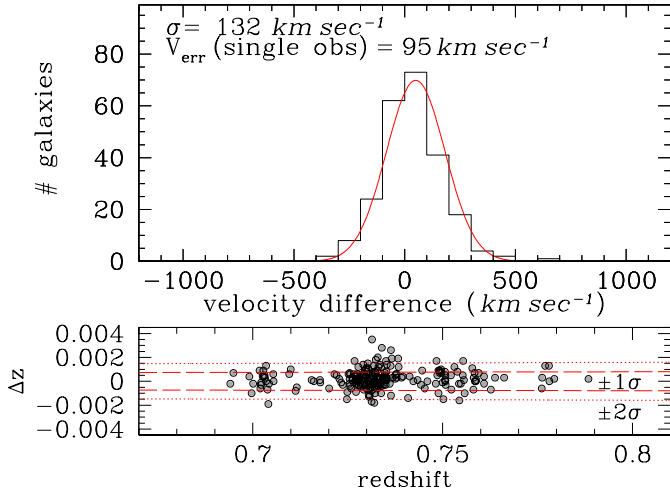 σ= 132 km sec⁻¹
V_err (single obs) = 95 km sec⁻¹
# galaxies
80
60
40
20
0
−1000 −500 0 500 1000
velocity difference (km sec⁻¹)
Δz
0.004
0.002
0
−0.002
−0.004
±1σ
±2σ
0.7 0.75 0.8
redshift